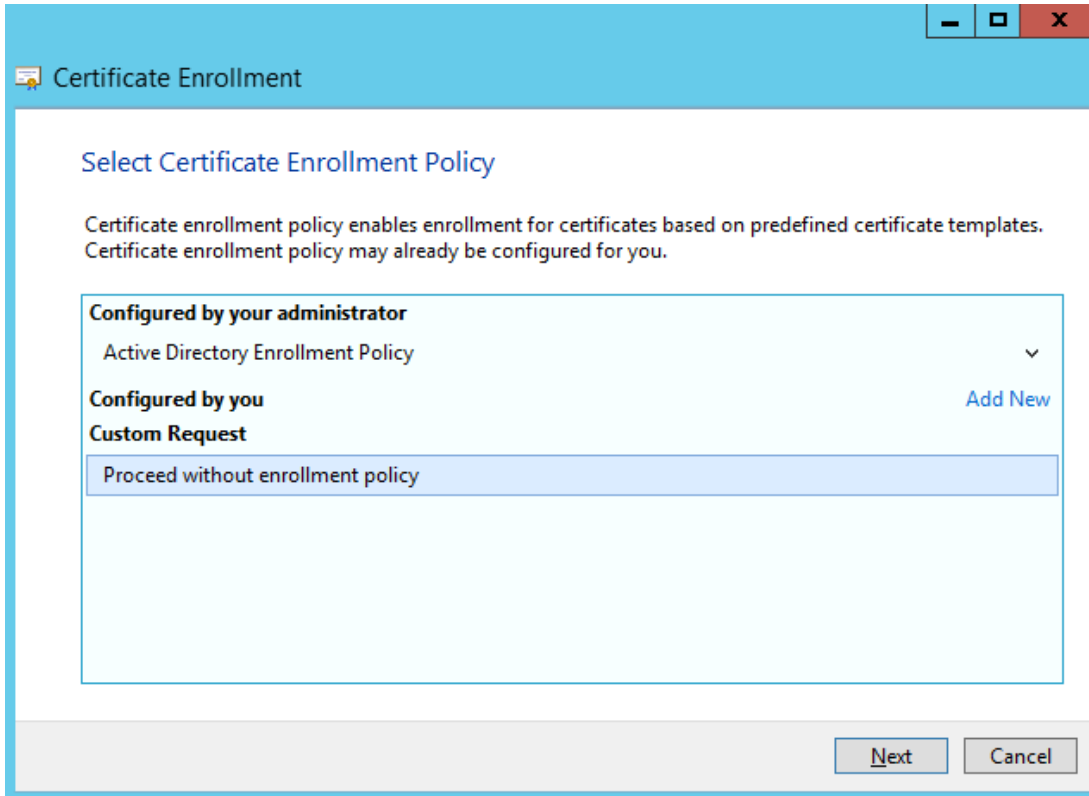 Certificate Enrollment
Select Certificate Enrollment Policy
Certificate enrollment policy enables enrollment for certificates based on predefined certificate templates.
Certificate enrollment policy may already be configured for you.
Configured by your administrator
Active Directory Enrollment Policy
Configured by you Add New
Custom Request
Proceed without enrollment policy
Next Cancel